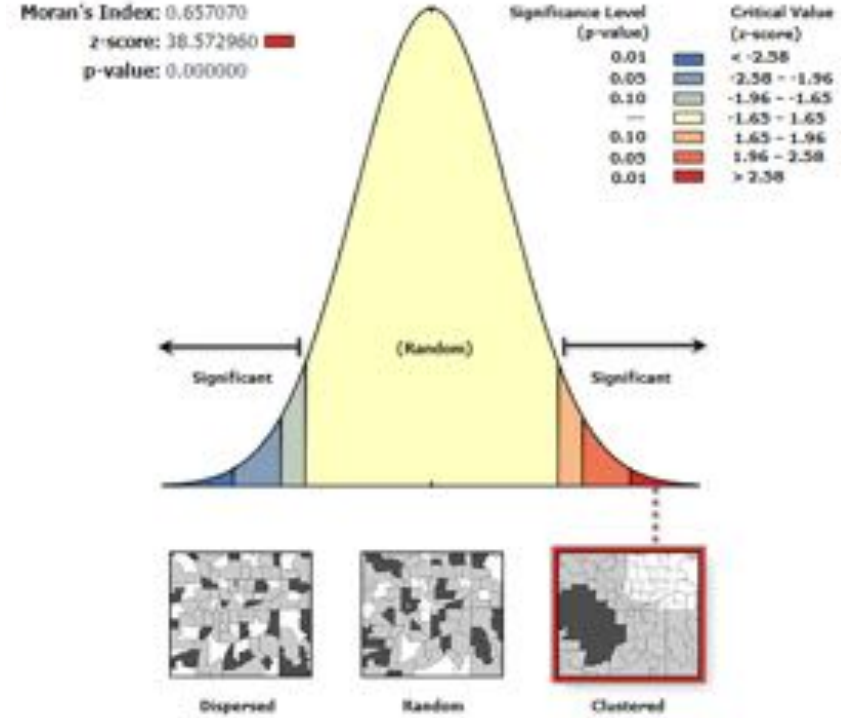 Moran's Index: 0.657070
z-score: 38.572960
p-value: 0.000000
Significance Level
(p-value)
Critical Value
(z-score)
0.01 < -2.58
0.05 -2.58 - -1.96
0.10 -1.96 - -1.65
--- -1.65 - 1.65
0.10 1.65 - 1.96
0.05 1.96 - 2.58
0.01 > 2.58
(Random)
Significant
Significant
Dispersed
Random
Clustered